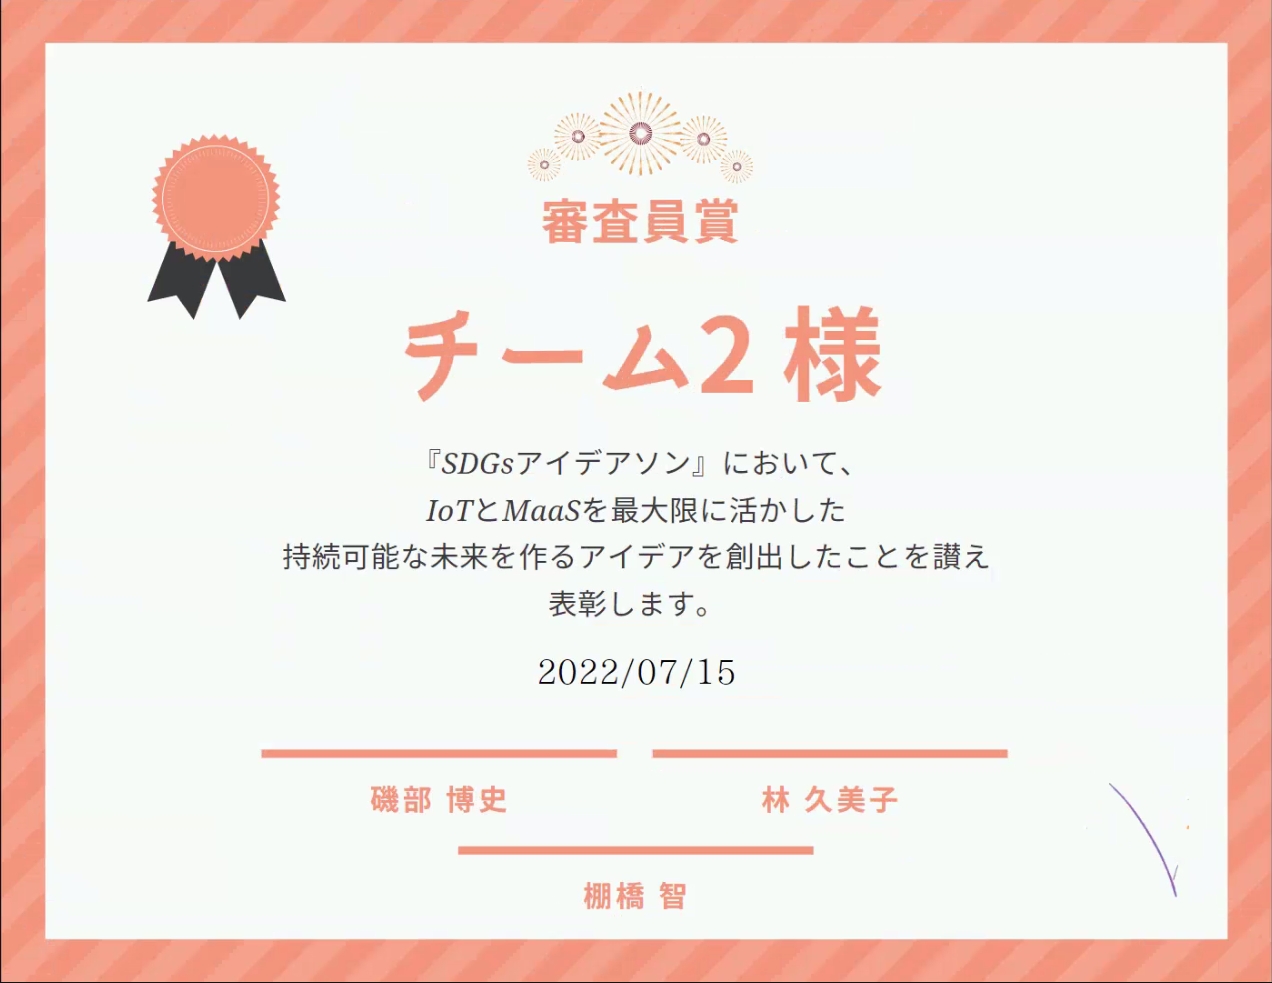 審査員賞
チーム2 様
『SDGsアイデアソン』において、
IoTとMaaSを最大限に活かした
持続可能な未来を作るアイデアを創出したことを讃え
表彰します。
2022/07/15
磯部 博史
林 久美子
棚橋 智